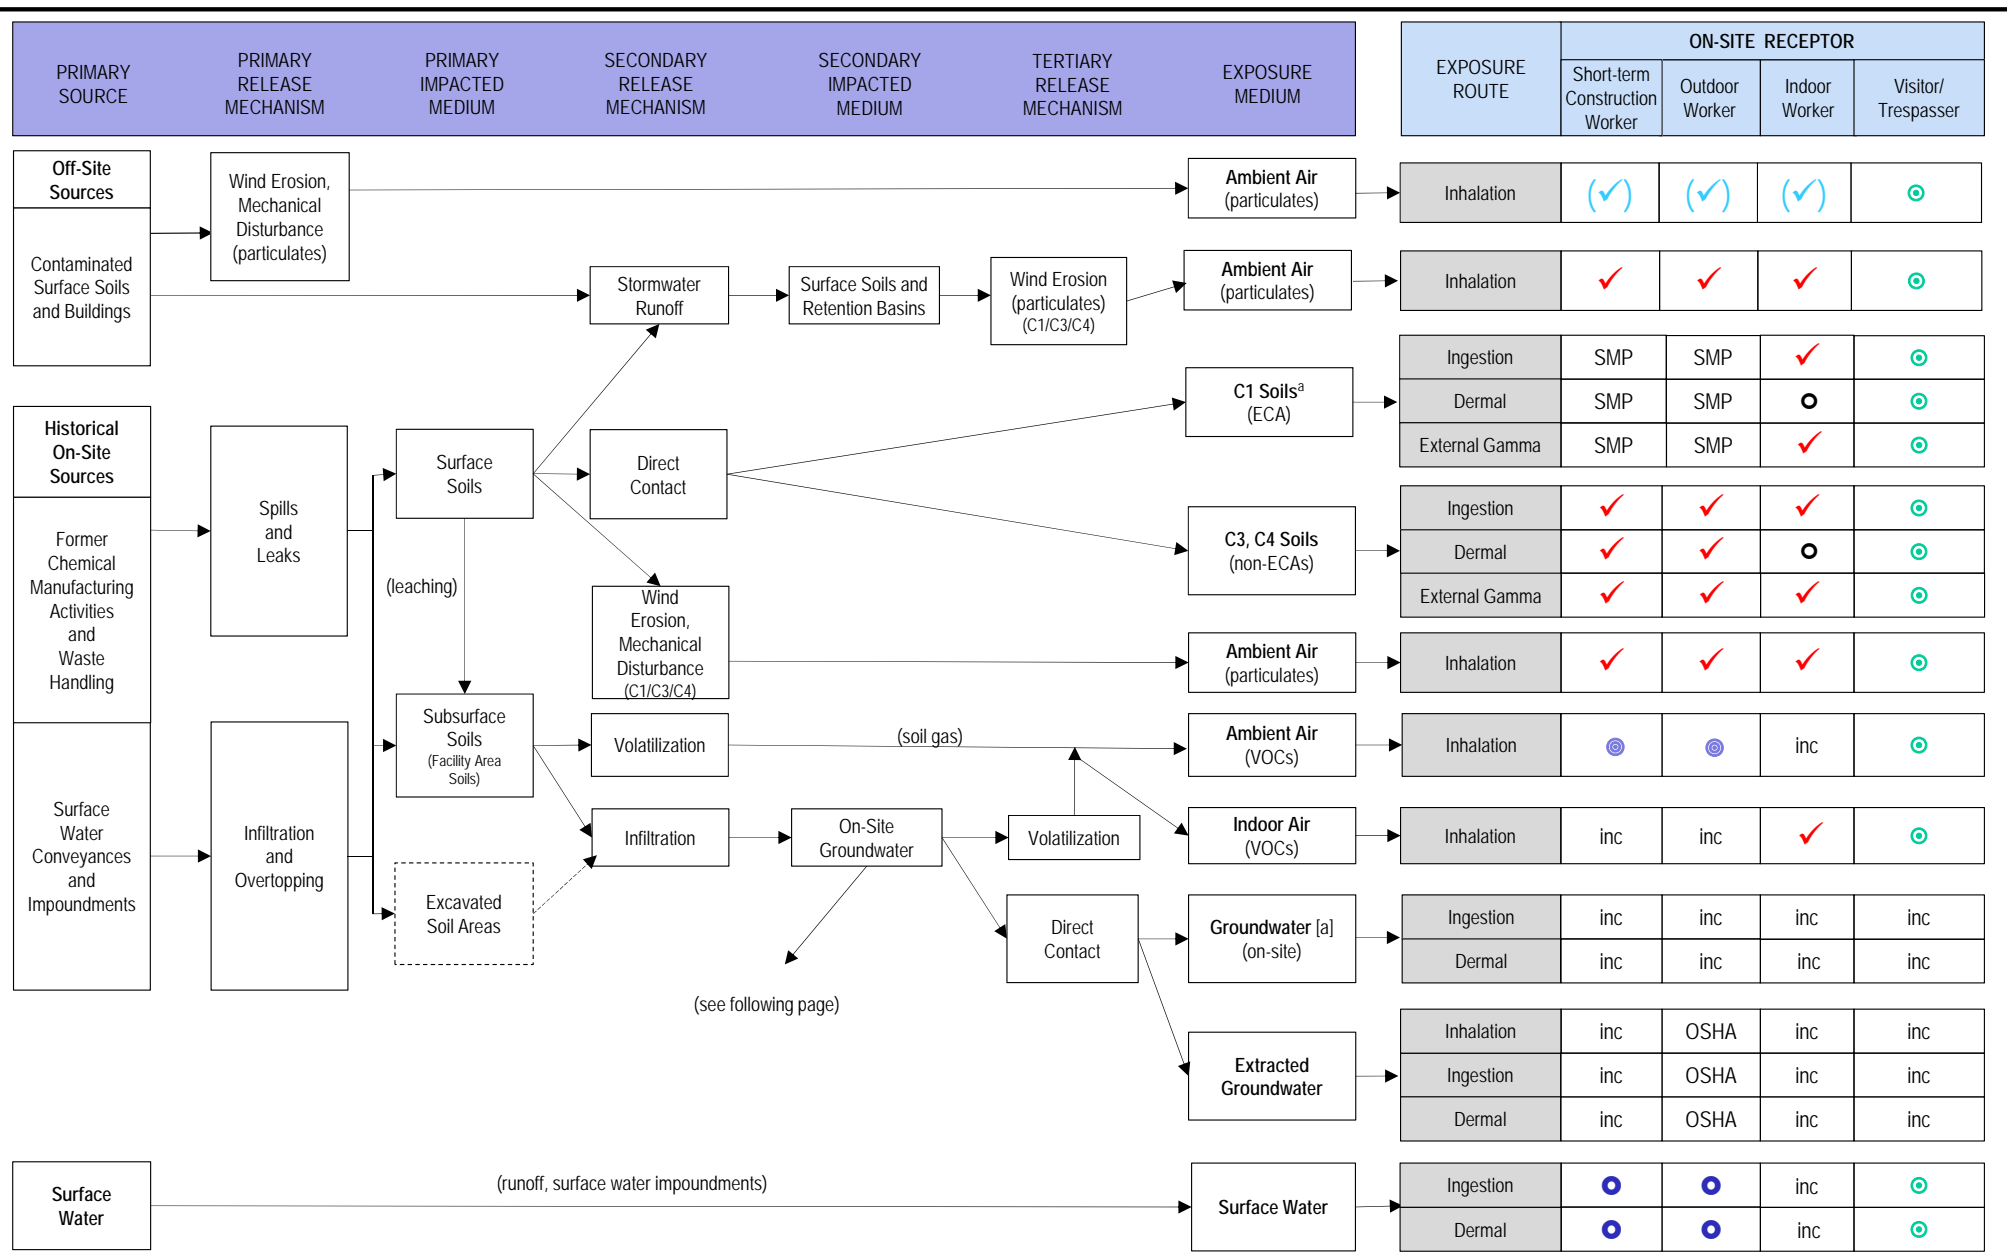 PRIMARY
SOURCE
PRIMARY
RELEASE
MECHANISM
PRIMARY
IMPACTED
MEDIUM
SECONDARY
RELEASE
MECHANISM
SECONDARY
IMPACTED
MEDIUM
TERTIARY
RELEASE
MECHANISM
EXPOSURE
MEDIUM
EXPOSURE
ROUTE
ON-SITE RECEPTOR
Short-term
Construction
Worker
Outdoor
Worker
Indoor
Worker
Visitor/
Trespasser
Off-Site
Sources
Contaminated
Surface Soils
and Buildings
Wind Erosion,
Mechanical
Disturbance
(particulates)
Ambient Air
(particulates)
Inhalation
Stormwater
Runoff
Surface Soils and
Retention Basins
Wind Erosion
(particulates)
(C1/C3/C4)
Ambient Air
(particulates)
Inhalation
Historical
On-Site
Sources
Former
Chemical
Manufacturing
Activities
and
Waste
Handling
Surface
Water
Conveyances
and
Impoundments
Spills
and
Leaks
Infiltration
and
Overtopping
Surface
Soils
(leaching)
Subsurface
Soils
(Facility Area
Soils)
Excavated
Soil Areas
Direct
Contact
Wind
Erosion,
Mechanical
Disturbance
(C1/C3/C4)
Volatilization
(soil gas)
Infiltration
On-Site
Groundwater
(see following page)
Volatilization
Direct
Contact
C1 Soilsa
(ECA)
Ingestion SMP SMP
Dermal SMP SMP
External Gamma SMP SMP
C3, C4 Soils
(non-ECAs)
Ingestion
Dermal
External Gamma
Ambient Air
(particulates)
Inhalation
Ambient Air
(VOCs)
Inhalation inc
Indoor Air
(VOCs)
Inhalation inc inc
Groundwater [a]
(on-site)
Ingestion inc inc inc inc
Dermal inc inc inc inc
Extracted
Groundwater
Inhalation inc OSHA inc inc
Ingestion inc OSHA inc inc
Dermal inc OSHA inc inc
Surface
Water
(runoff, surface water impoundments)
Surface Water
Ingestion inc
Dermal inc